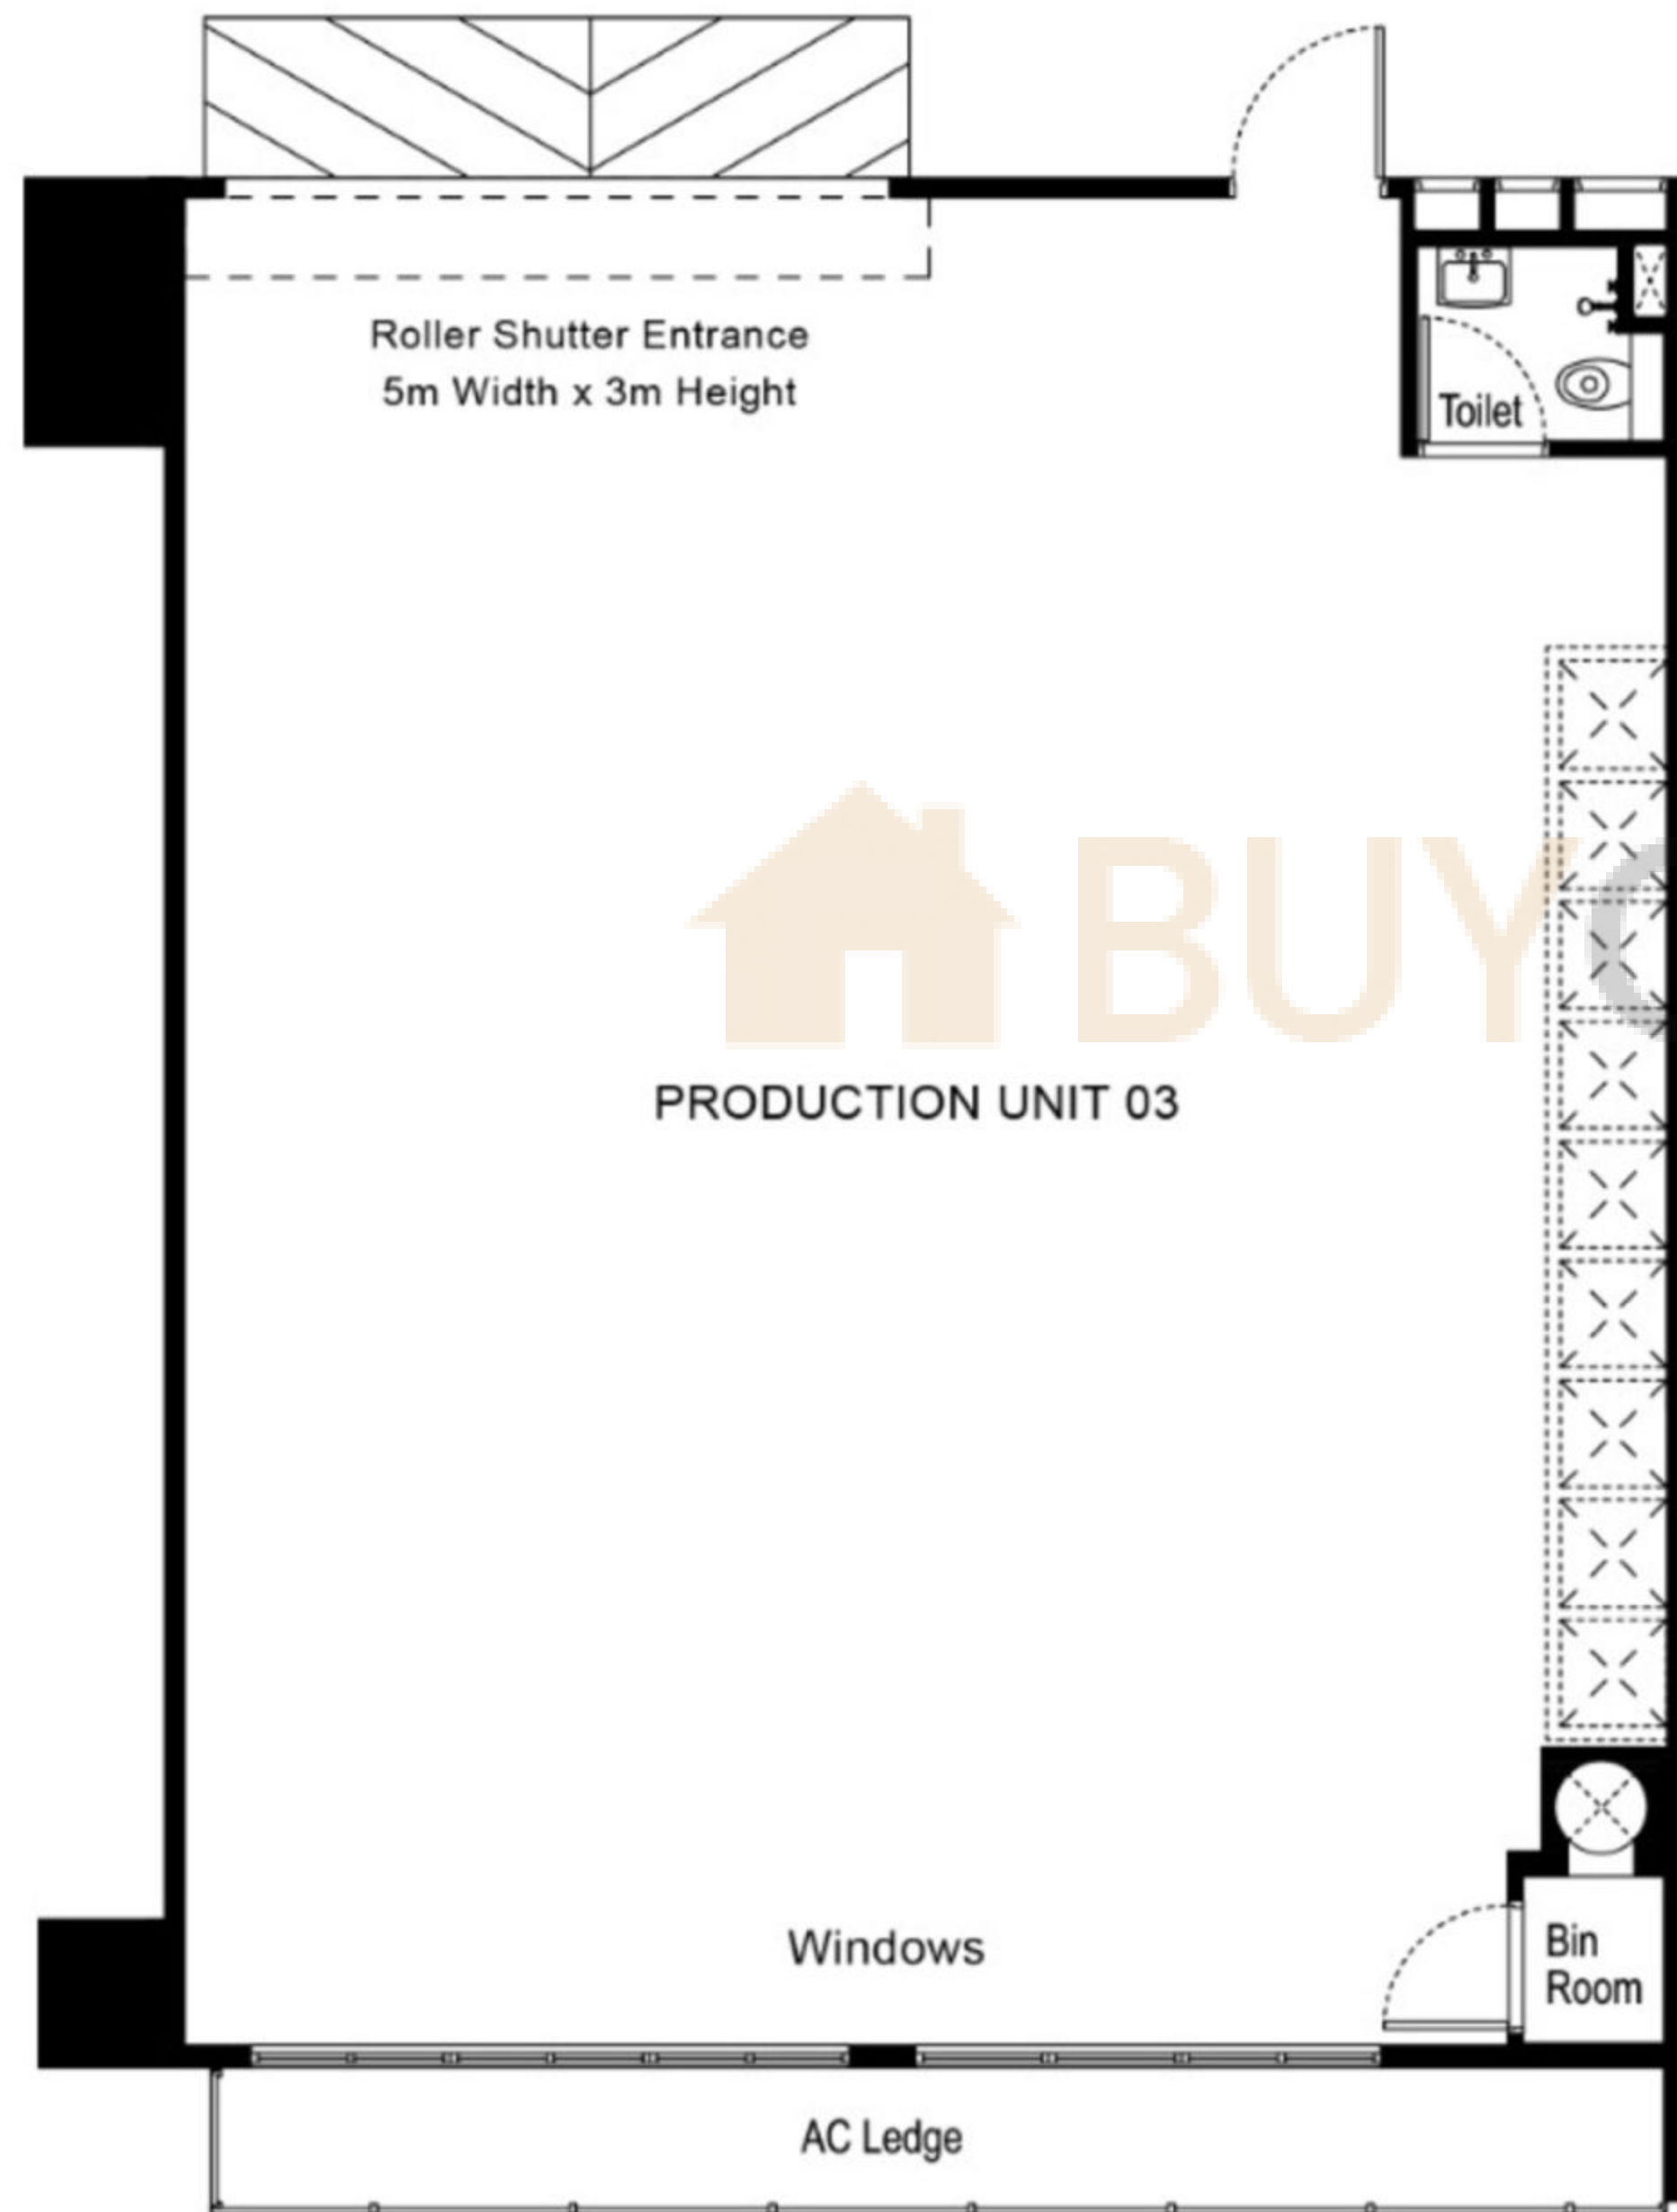 Roller Shutter Entrance
5m Width x 3m Height
Toilet
BUY
PRODUCTION UNIT 03
Windows
Bin
Room
AC Ledge